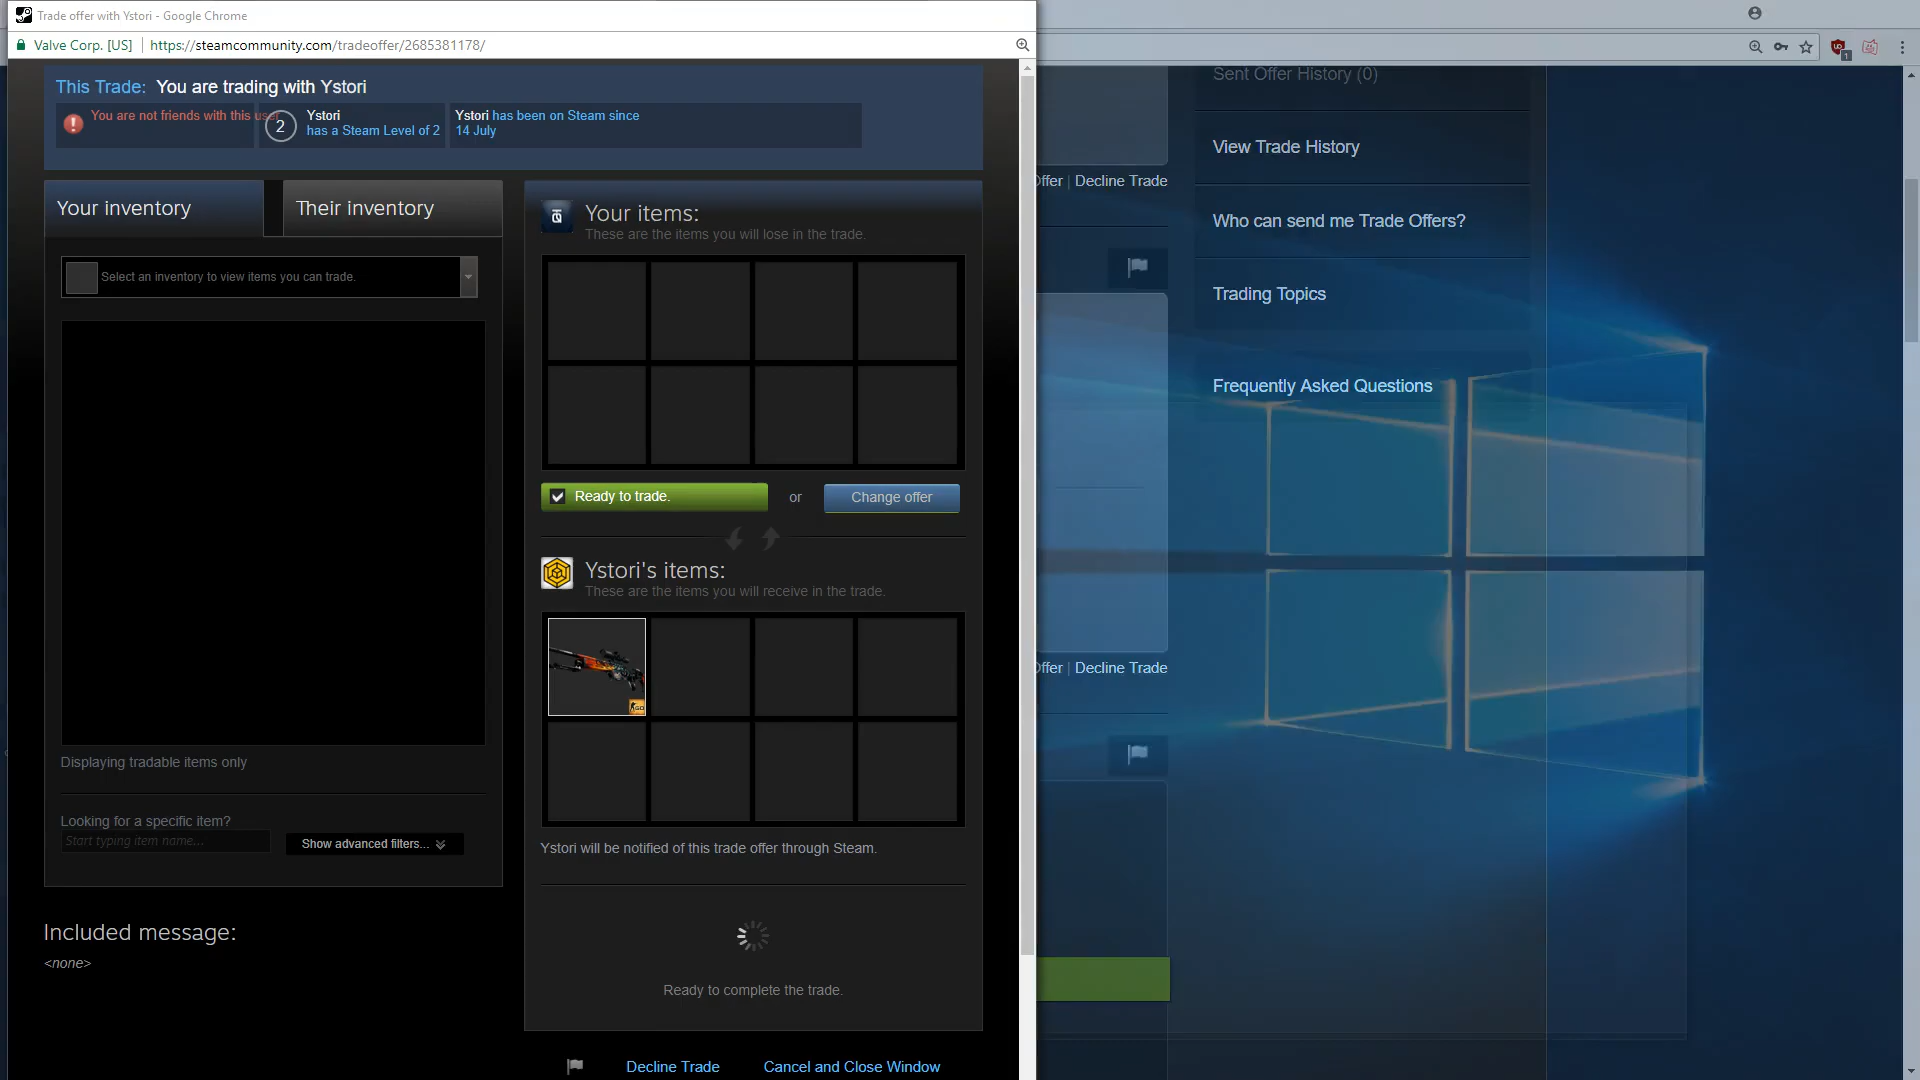 Trade offer with Ystori - Google Chrome
Valve Corp. [US] https://steamcommunity.com/tradeoffer/2685381178/
This Trade: You are trading with Ystori
You are not friends with this user
2
Ystori
has a Steam Level of 2
Ystori has been on Steam since
14 July
Your inventory
Their inventory
Select an inventory to view items you can trade.
Displaying tradable items only
Looking for a specific item?
Start typing item name...
Show advanced filters...
Included message:
<none>
Your items:
These are the items you will lose in the trade.
Ready to trade.
or
Change offer
Ystori's items:
These are the items you will receive in the trade.
GO
Ystori will be notified of this trade offer through Steam.
Ready to complete the trade.
Decline Trade
Cancel and Close Window
1
Sent Offer History (0)
View Trade History
Offer | Decline Trade
Who can send me Trade Offers?
Trading Topics
Frequently Asked Questions
Offer | Decline Trade